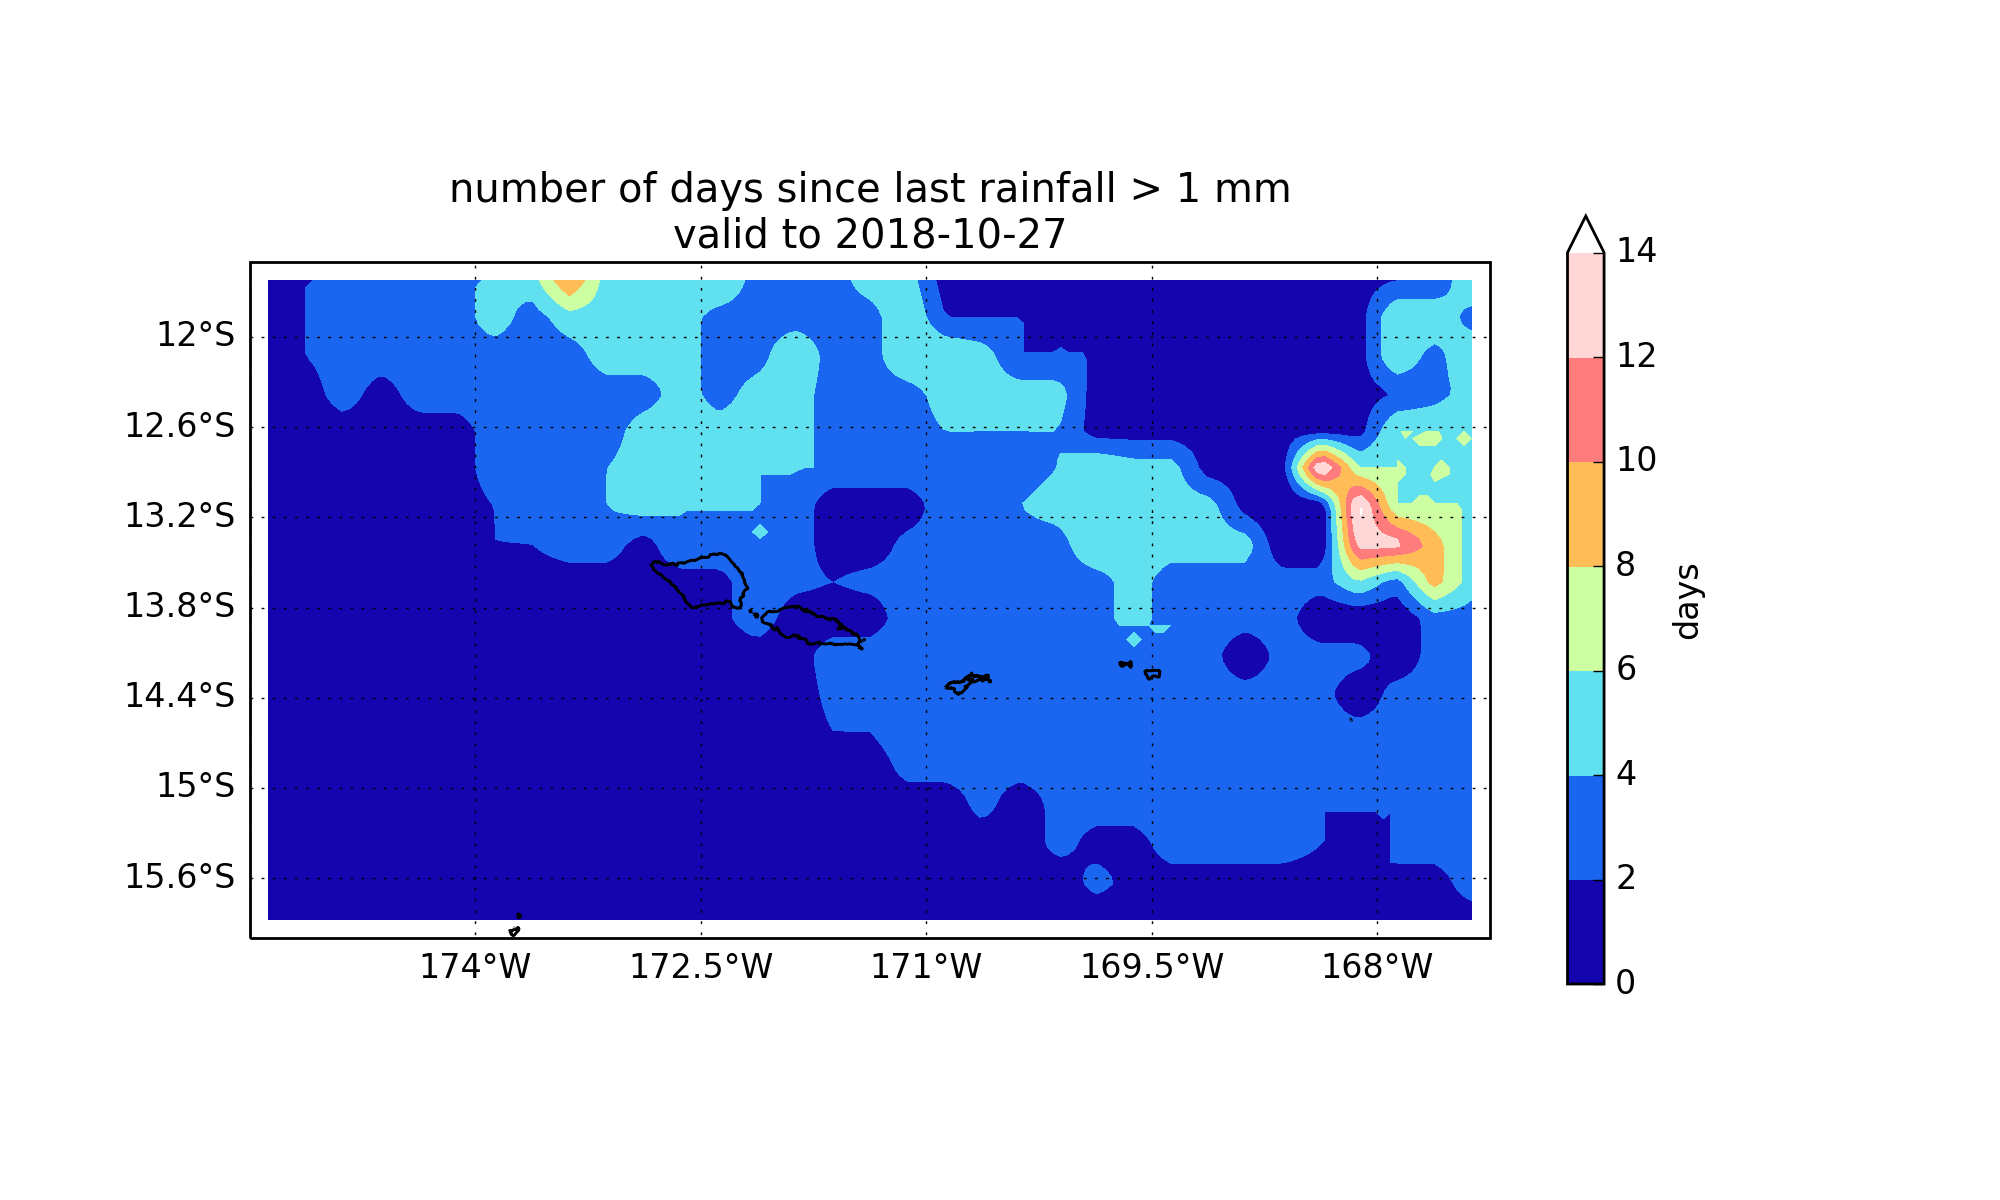 number of days since last rainfall > 1 mm
valid to 2018-10-27
12°S
12.6°S
13.2°S
13.8°S
14.4°S
15°S
15.6°S
174°W 172.5°W 171°W 169.5°W 168°W
14
12
10
8
6
4
2
0
days